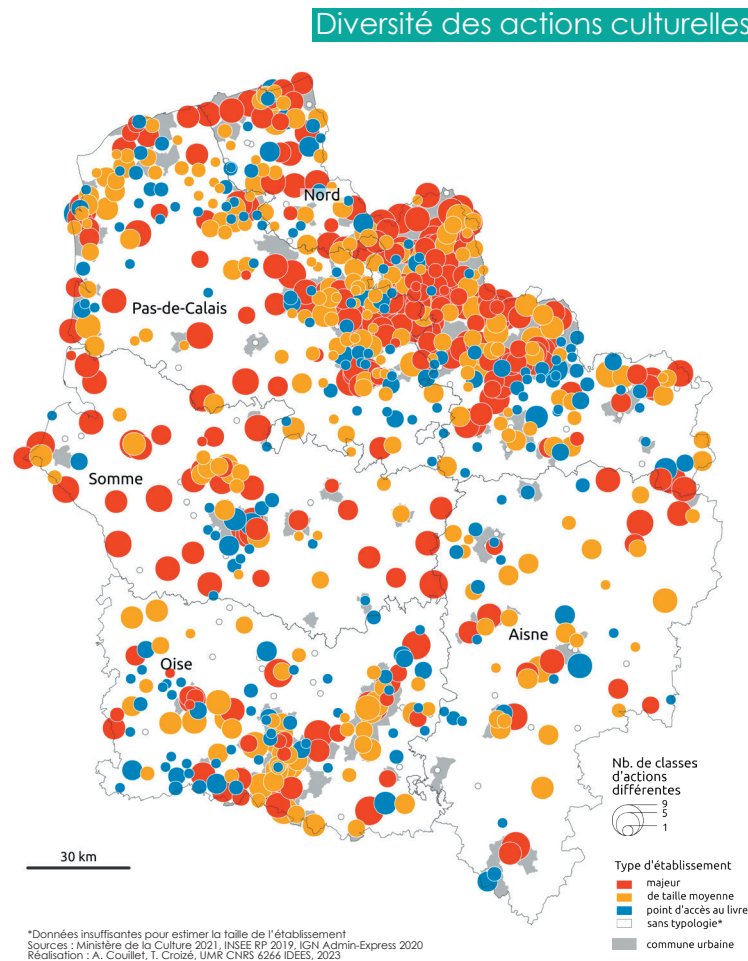 Diversité des actions culturelles
Nord
Pas-de-Calais
Somme
Aisne
Oise
Nb. de classes
d'actions
différentes
9
5
1
30 km
Type d'établissement
majeur
de taille moyenne
point d'accès au livre
sans typologie*
commune urbaine
*Données insuffisantes pour estimer la taille de l'établissement
Sources : Ministère de la Culture 2021, INSEE RP 2019, IGN Admin-Express 2020
Réalisation : A. Couillet, T. Croizé, UMR CNRS 6266 IDEES, 2023